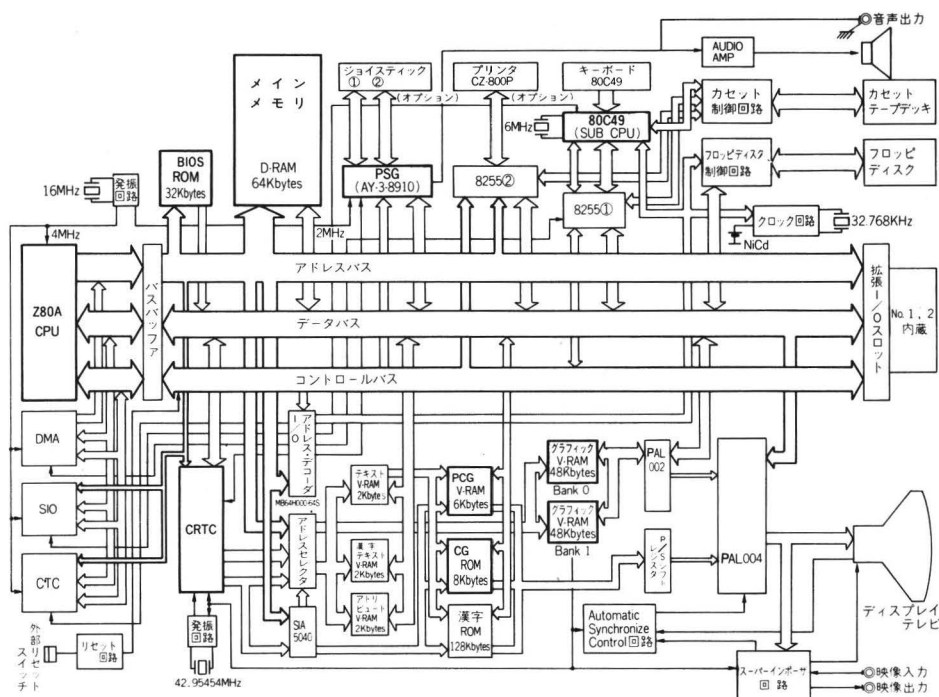 音声出力
AUDIO
AMP
メイン
メモリ
D-RAM
64Kbytes
ジョイスティック
① ②
(オプション)
プリンタ
CZ-800P
(オプション)
キーボード
80C49
6MHz
80C49
(SUB CPU)
カセット
制御回路
カセット
テープデッキ
BIOS
ROM
32Kbytes
PSG
(AY-3-8910)
8255②
8255①
フロッピディスク
制御回路
フロッピ
ディスク
16MHz
発振
回路
4MHz
2MHz
クロック回路
32.768KHz
NiCd
Z80A
CPU
バスバッファ
アドレスバス
データバス
コントロールバス
拡張I/Oスロット
No.1, 2
内蔵
DMA
SIO
CTC
CRTC
I/O
アドレス・デコーダ
MB64H000-64S
アドレスセレクタ
SIA
5040
テキスト
V-RAM
2Kbytes
漢字
テキスト
V-RAM
2Kbytes
アトリ
ビュート
V-RAM
2Kbytes
PCG
V-RAM
6Kbytes
CG
ROM
8Kbytes
漢字
ROM
128Kbytes
グラフィック
V-RAM
48Kbytes
Bank 0
グラフィック
V-RAM
48Kbytes
Bank 1
PAL
002
P/Sシフト
レジスタ
PAL004
ディスプレイ
テレビ
Automatic
Synchronize
Control回路
スーパーインポーザ
回路
映像入力
映像出力
外部リセット
スイッチ
リセット回路
発振
回路
42.95454MHz